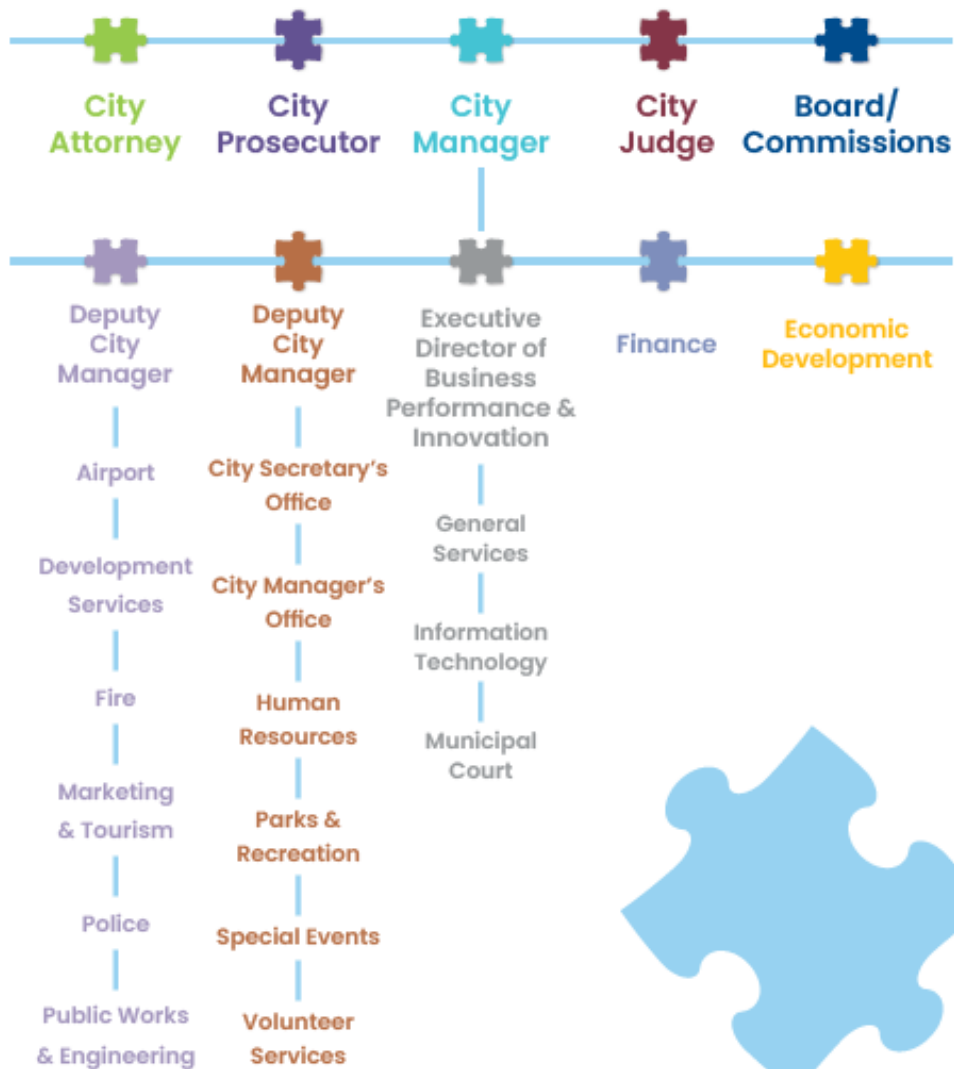 City
Attorney
City
Prosecutor
City
Manager
City
Judge
Board/
Commissions
Deputy
City
Manager
Airport
Development
Services
Fire
Marketing
& Tourism
Police
Public Works
& Engineering
Deputy
City
Manager
City Secretary's
Office
City Manager's
Office
Human
Resources
Parks &
Recreation
Special Events
Volunteer
Services
Executive
Director of
Business
Performance &
Innovation
General
Services
Information
Technology
Municipal
Court
Finance
Economic
Development